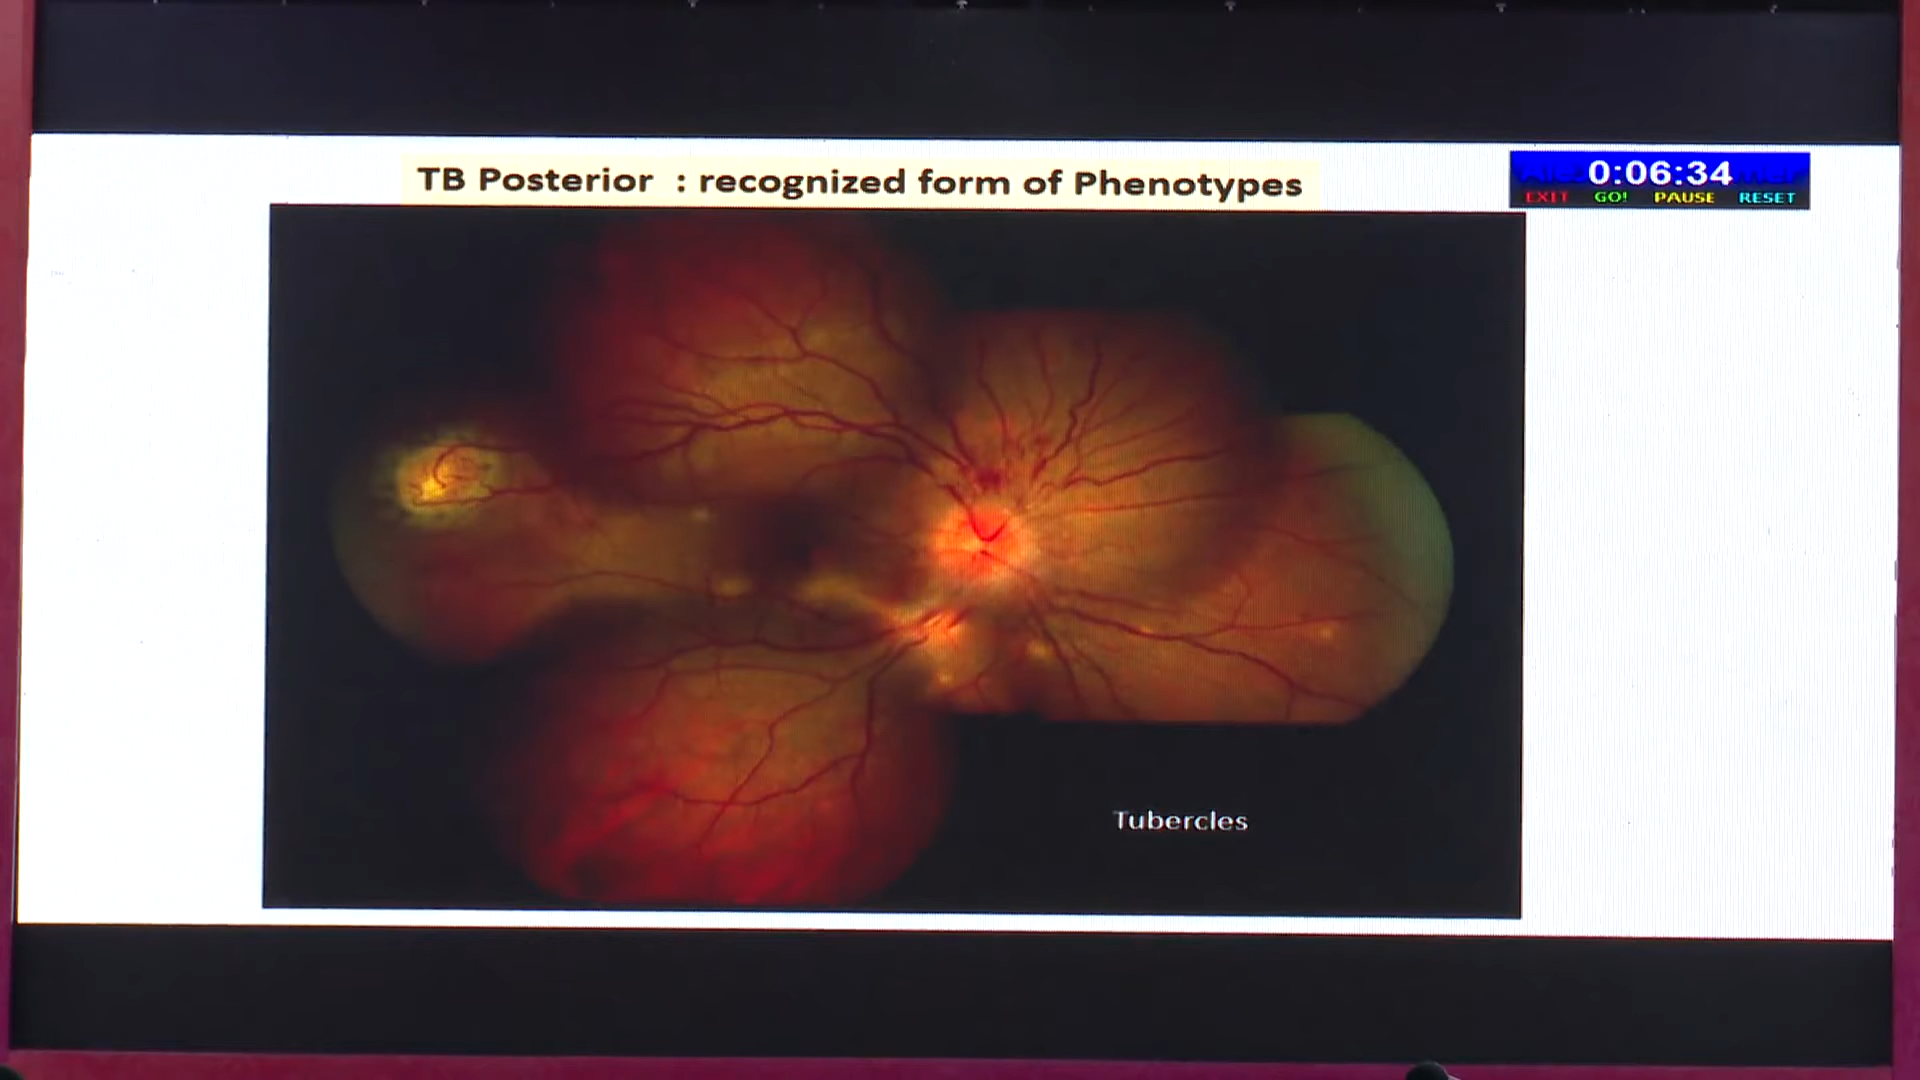 TB Posterior : recognized form of Phenotypes
0:06:34
EXIT GO! PAUSE RESET
Tubercles